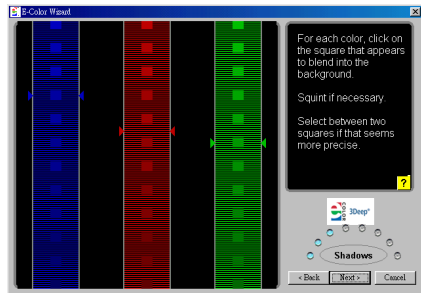 E-Color Wizard
For each color, click on
the square that appears
to blend into the
background.
Squint if necessary.
Select between two
squares if that seems
more precise.
?
3Deep®
Shadows
< Back
Next >
Cancel